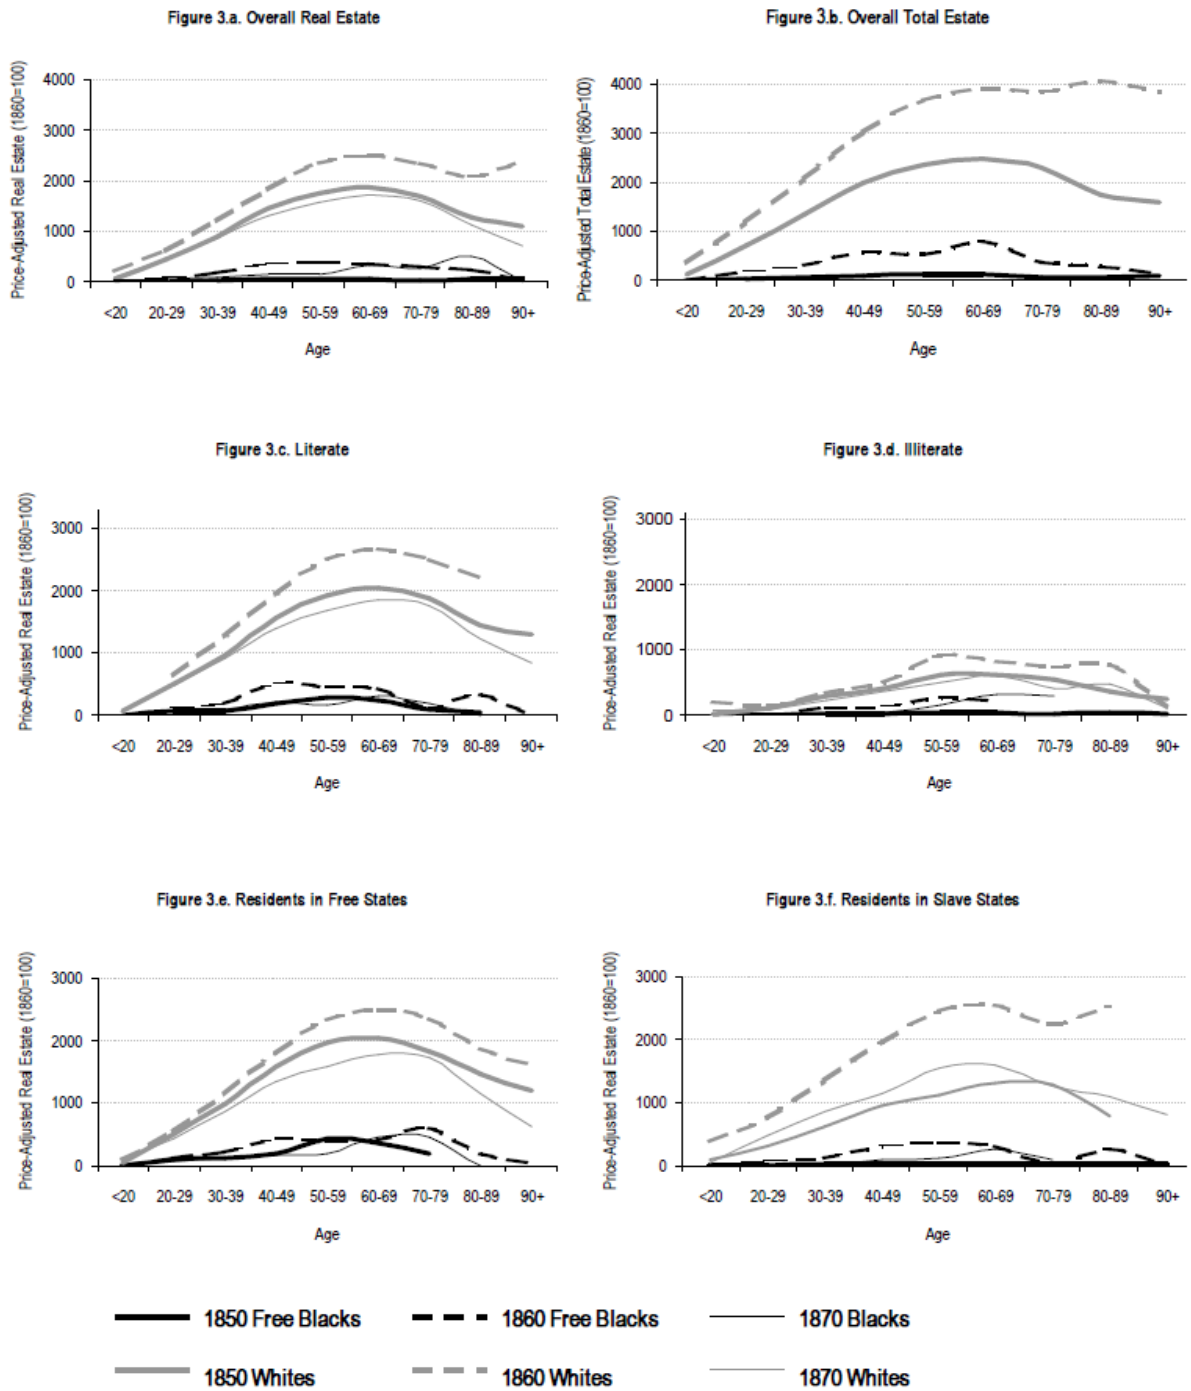 Figure 3.a. Overall Real Estate
Price-Adjusted Real Estate (1860=100)
4000
3000
2000
1000
0
<20 20-29 30-39 40-49 50-59 60-69 70-79 80-89 90+
Age
Figure 3.b. Overall Total Estate
Price-Adjusted Total Estate (1860=100)
4000
3000
2000
1000
0
<20 20-29 30-39 40-49 50-59 60-69 70-79 80-89 90+
Age
Figure 3.c. Literate
Price-Adjusted Real Estate (1860=100)
3000
2000
1000
0
<20 20-29 30-39 40-49 50-59 60-69 70-79 80-89 90+
Age
Figure 3.d. Illiterate
Price-Adjusted Real Estate (1860=100)
3000
2000
1000
0
<20 20-29 30-39 40-49 50-59 60-69 70-79 80-89 90+
Age
Figure 3.e. Residents in Free States
Price-Adjusted Real Estate (1860=100)
3000
2000
1000
0
<20 20-29 30-39 40-49 50-59 60-69 70-79 80-89 90+
Age
Figure 3.f. Residents in Slave States
Price-Adjusted Real Estate (1860=100)
3000
2000
1000
0
<20 20-29 30-39 40-49 50-59 60-69 70-79 80-89 90+
Age
1850 Free Blacks 1860 Free Blacks 1870 Blacks
1850 Whites 1860 Whites 1870 Whites